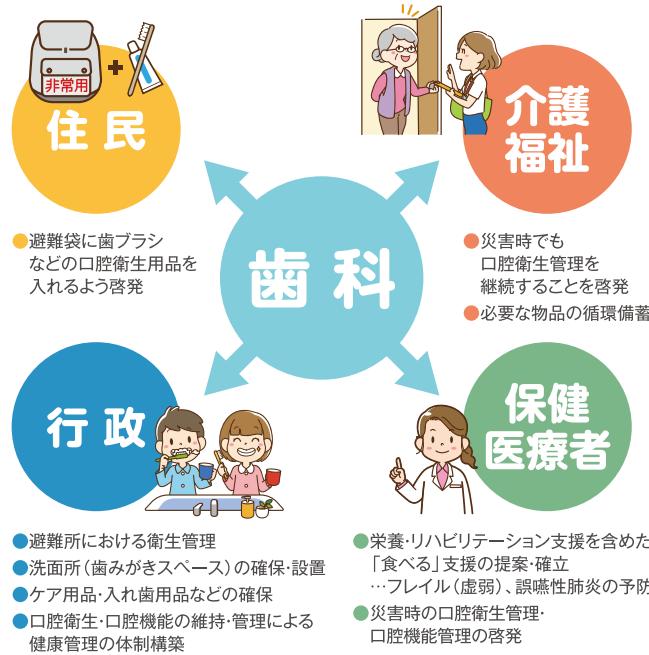 非常用
住民
●避難袋に歯ブラシ
などの口腔衛生用品を
入れるよう啓発
介護
福祉
●災害時でも
口腔衛生管理を
継続することを啓発
●必要な物品の循環備蓄
歯科
行政
●避難所における衛生管理
●洗面所(歯みがきスペース)の確保・設置
●ケア用品・入れ歯用品などの確保
●口腔衛生・口腔機能の維持・管理による
健康管理の体制構築
保健
医療者
●栄養・リハビリテーション支援を含めた
「食べる」支援の提案・確立
…フレイル(虚弱)、誤嚥性肺炎の予防
●災害時の口腔衛生管理・
口腔機能管理の啓発